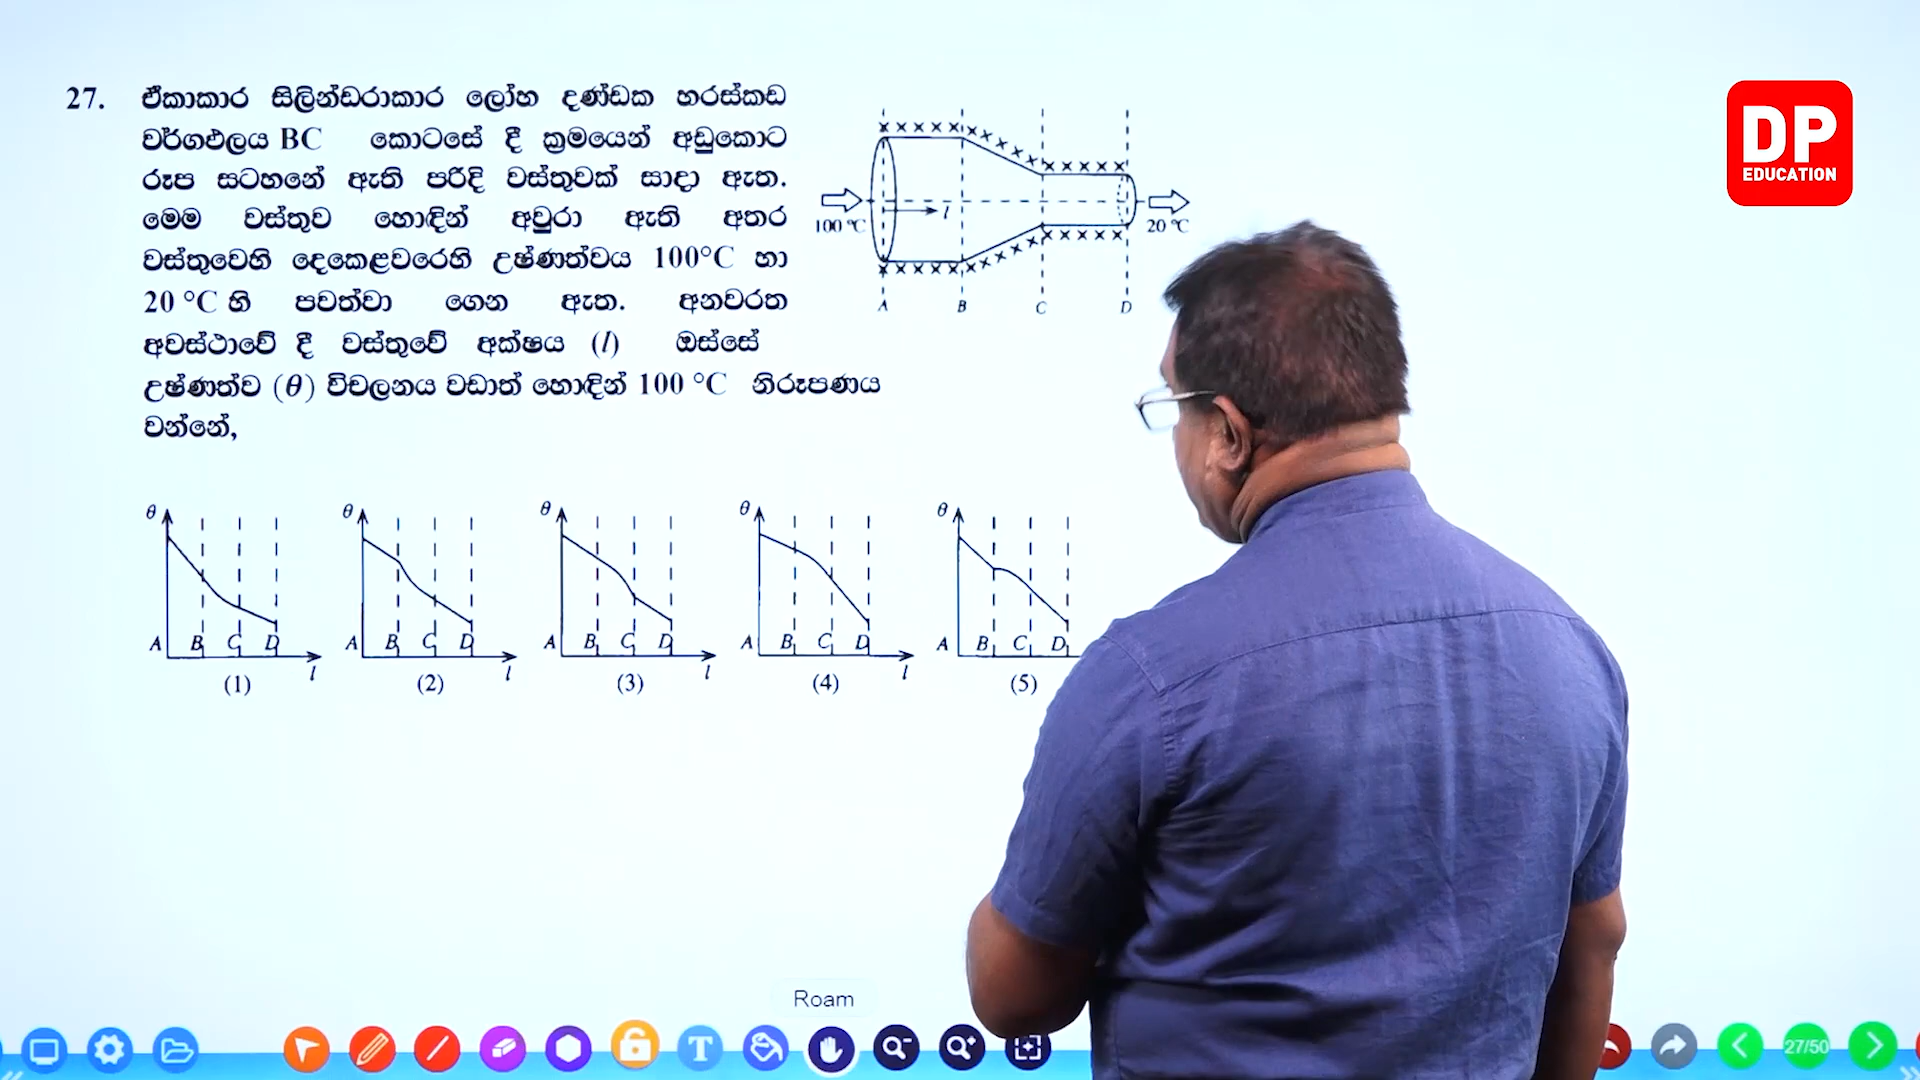 27. ඒකාකාර සිලින්ඩරාකාර ලෝහ දණ්ඩක හරස්කඩ
වර්ගඵලය BC කොටසේ දී ක්‍රමයෙන් අඩුකොට
රූප සටහනේ ඇති පරිදි වස්තුවක් සාදා ඇත.
මෙම වස්තුව හොඳින් අවුරා ඇති අතර
වස්තුවෙහි දෙකෙළවරෙහි උෂ්ණත්වය 100°C හා
20 °C හි පවත්වා ගෙන ඇත. අනවරත
අවස්ථාවේ දී වස්තුවේ අක්ෂය (l) ඔස්සේ
උෂ්ණත්ව (θ) විචලනය වඩාත් හොඳින් 100 °C නිරූපණය
වන්නේ,
100 °C l 20 °C
A B C D
DP
EDUCATION
θ θ θ θ θ
A B C D l A B C D l A B C D l A B C D l A B C D
(1) (2) (3) (4) (5)
Roam
T
27/50